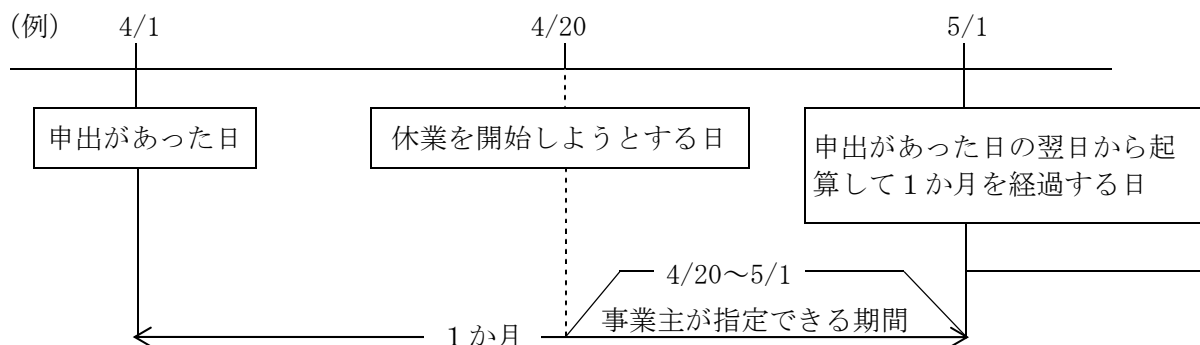 (例) 4/1 4/20 5/1
申出があった日
休業を開始しようとする日
申出があった日の翌日から起
算して１か月を経過する日
4/20～5/1
事業主が指定できる期間
１か月